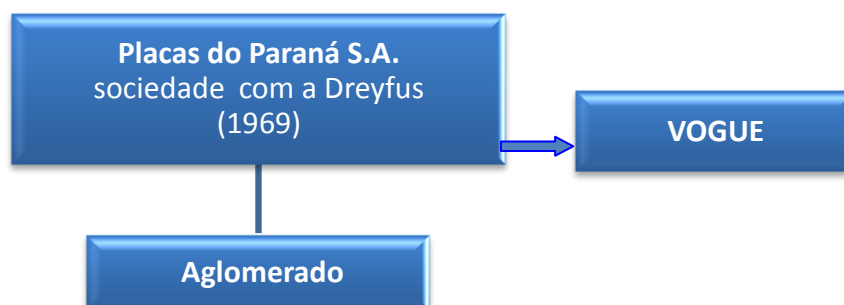 Placas do Paraná S.A.
sociedade com a Dreyfus
(1969)
VOGUE
Aglomerado